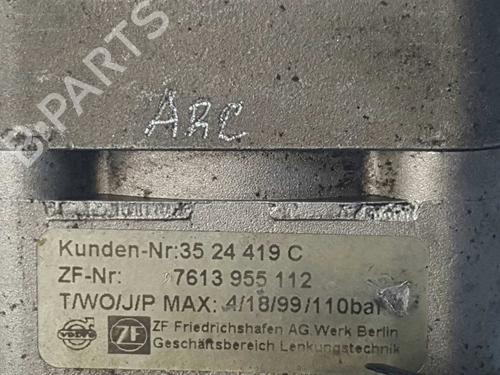 B-PARTS
ARC
Kunden-Nr:35 24 419 C
ZF-Nr: 7613 955 112
T/WO/J/P MAX: 4/18/99/110bar
VOLVO ZF ZF Friedrichshafen AG Werk Berlin
Geschäftsbereich Lenkungstechnik